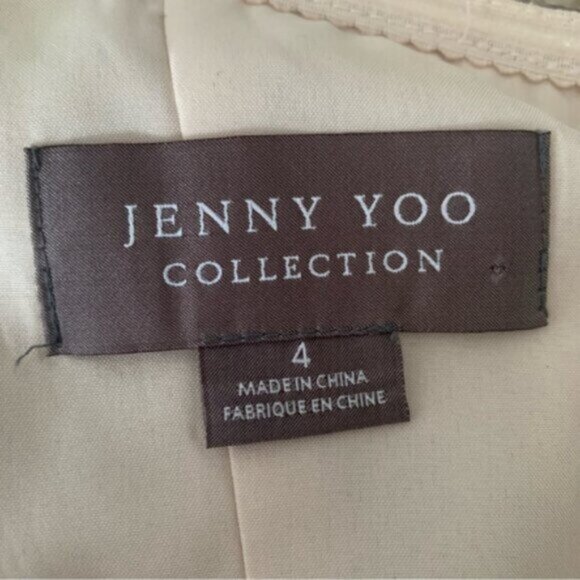 JENNY YOO
COLLECTION
4
MADE IN CHINA
FABRIQUE EN CHINE